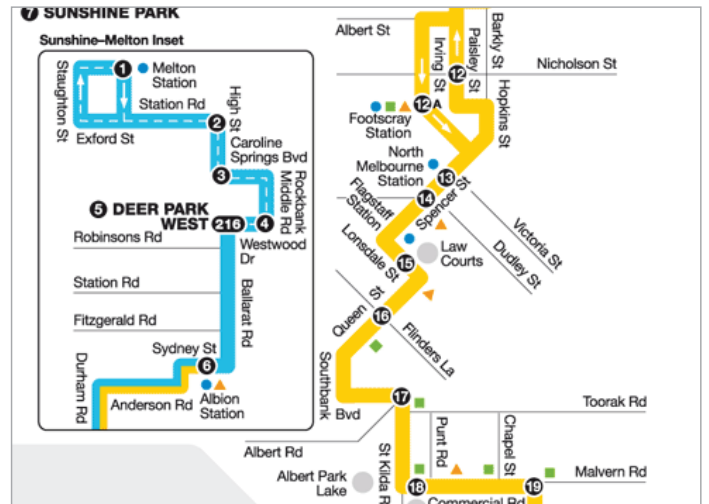 7 SUNSHINE PARK
Sunshine–Melton Inset
1
Melton
Station
Staughton St
Station Rd
Exford St
High St
2
Caroline
Springs Bvd
3
Rockbank
Middle Rd
5 DEER PARK
WEST 216
4
Robinsons Rd
Westwood
Dr
Station Rd
Ballarat Rd
Fitzgerald Rd
Sydney St
6
Durham Rd
Anderson Rd
Albion
Station
Albert St
Irving St
Paisley St
Barkly St
Nicholson St
12
Hopkins St
12A
Footscray
Station
North
Melbourne
Station
13
14
Spencer St
Flagstaff
Station
Victoria St
Dudley St
Law
Courts
Lonsdale St
15
Queen St
16
Flinders La
Southbank
Bvd
17
Toorak Rd
Albert Rd
St Kilda R
Punt Rd
Chapel St
Albert Park
Lake
Malvern Rd
18
19
Commercial Rd